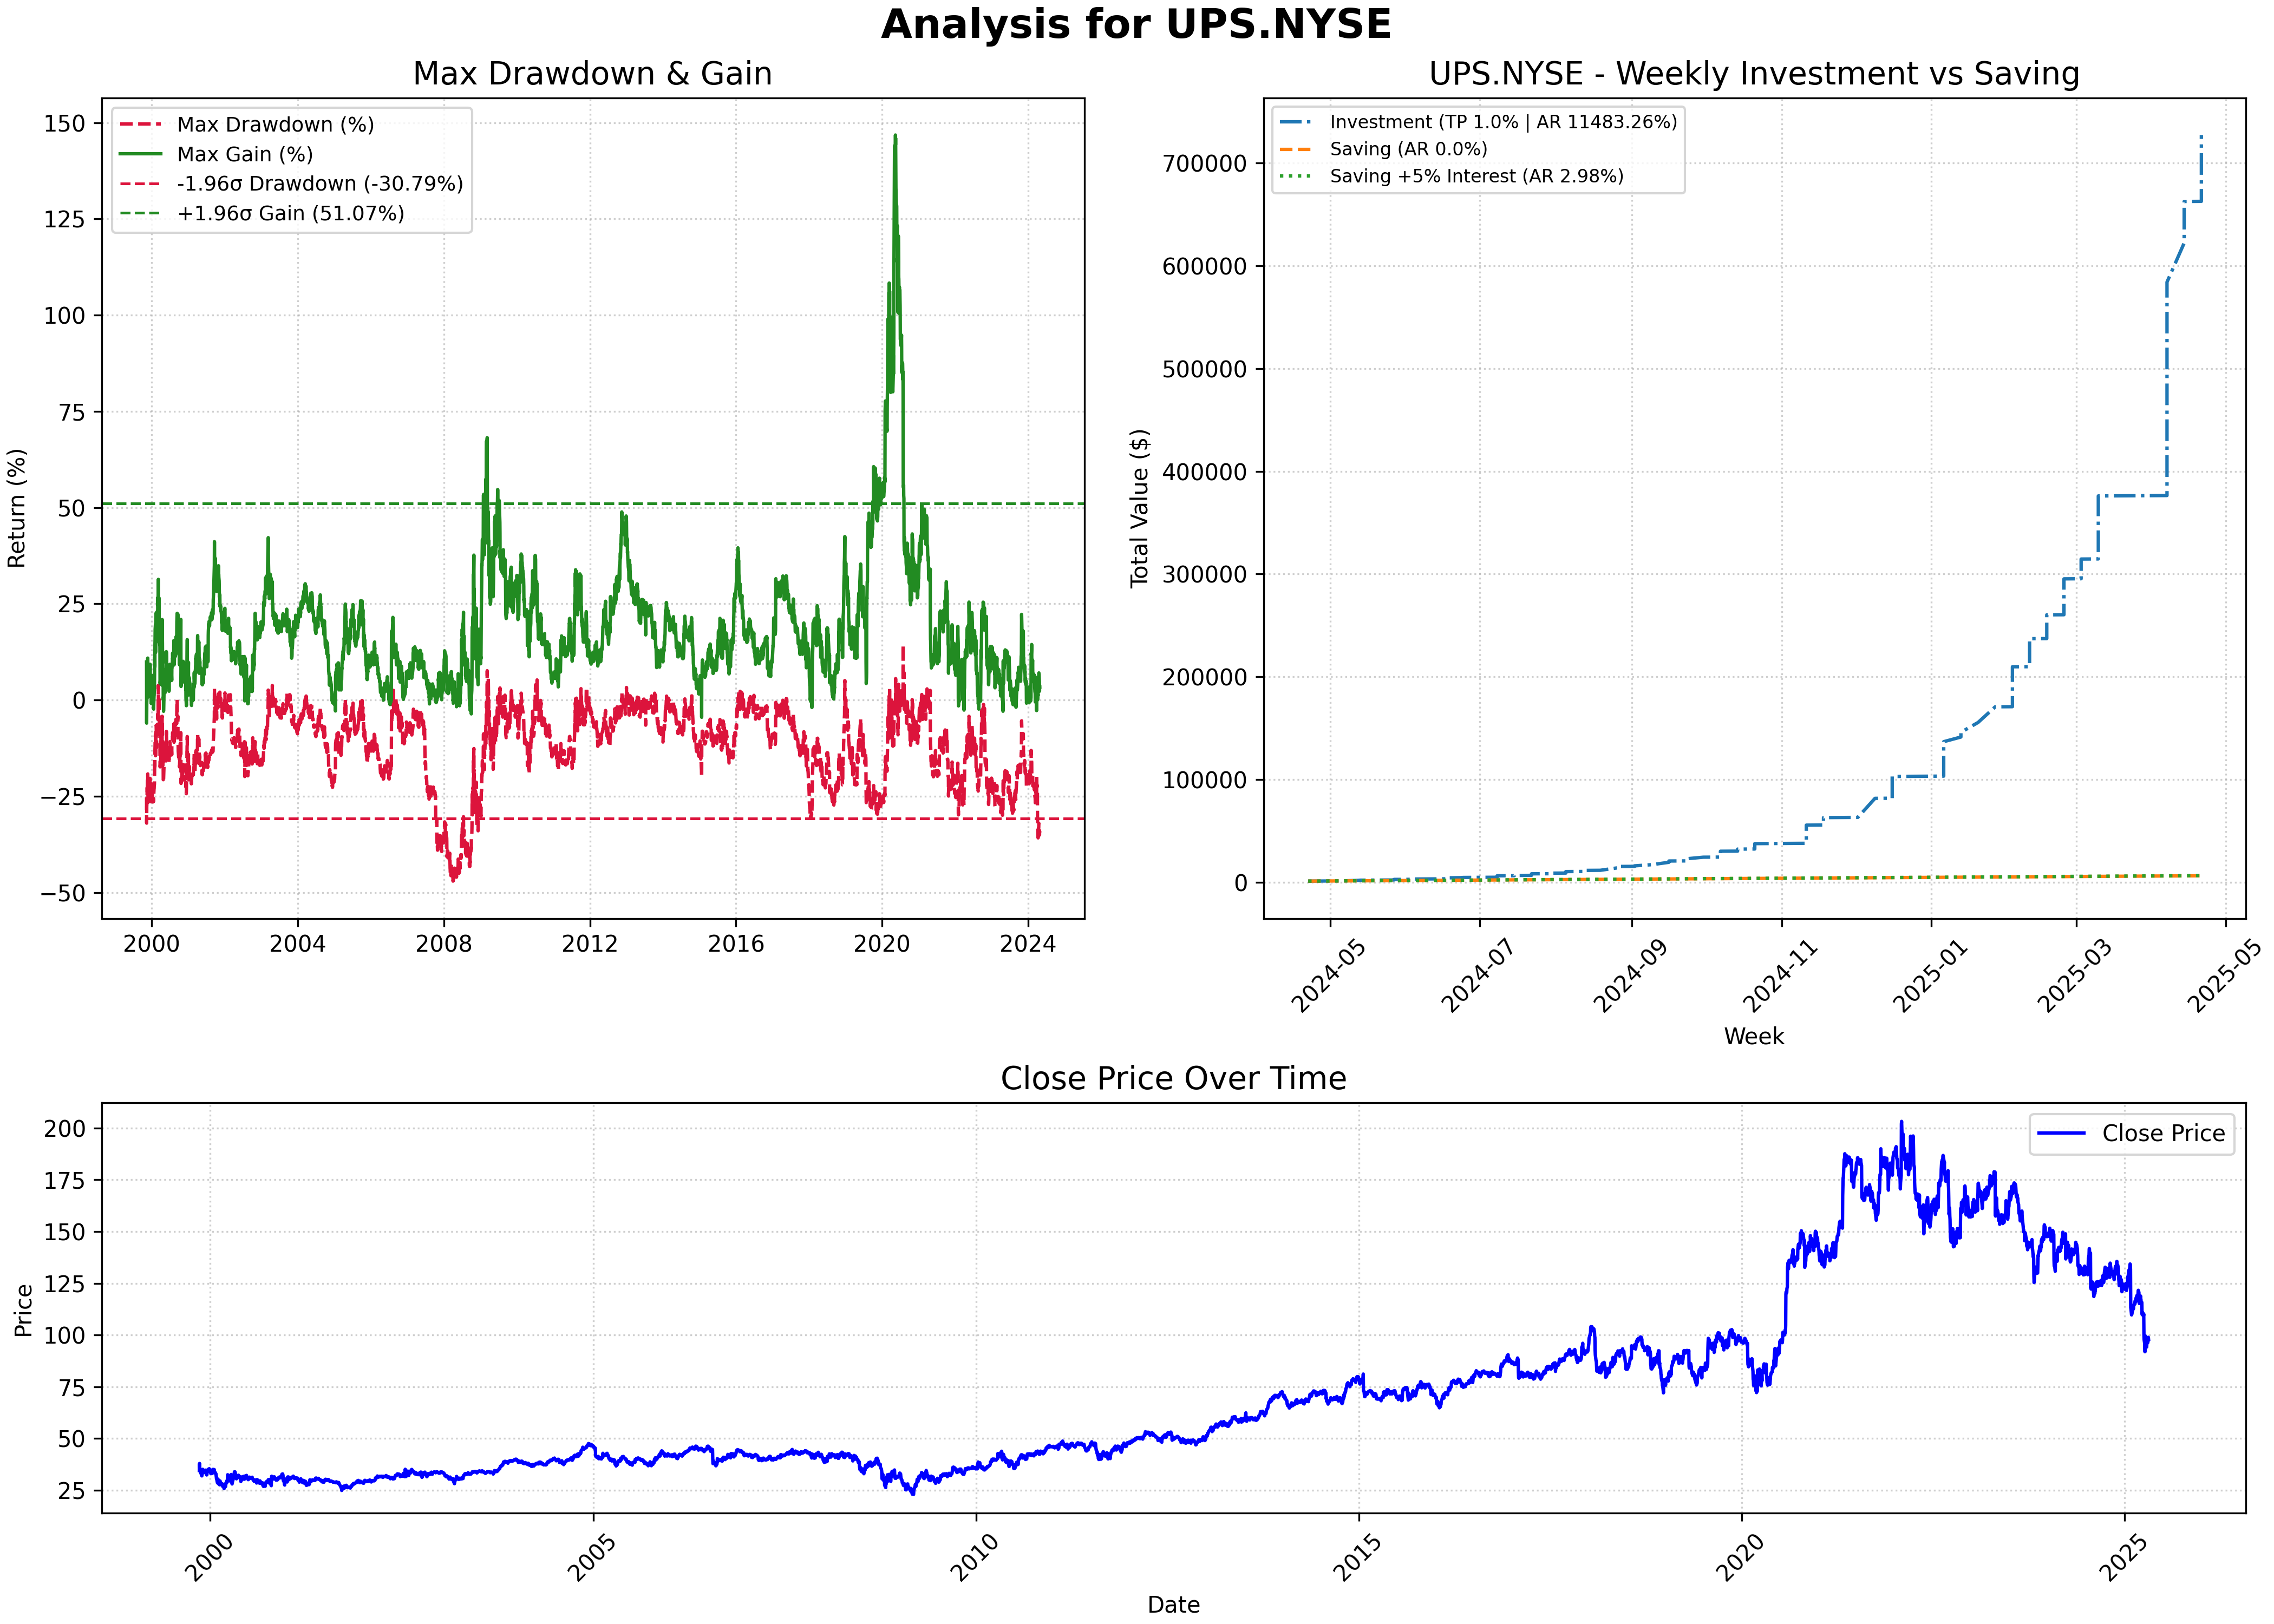 Analysis for UPS.NYSE
Max Drawdown & Gain
Max Drawdown (%)
Max Gain (%)
-1.96σ Drawdown (-30.79%)
+1.96σ Gain (51.07%)
Return (%)
150
125
100
75
50
25
0
−25
−50
2000
2004
2008
2012
2016
2020
2024
UPS.NYSE - Weekly Investment vs Saving
Investment (TP 1.0% | AR 11483.26%)
Saving (AR 0.0%)
Saving +5% Interest (AR 2.98%)
Total Value ($)
700000
600000
500000
400000
300000
200000
100000
0
2024-05
2024-07
2024-09
2024-11
2025-01
2025-03
2025-05
Week
Close Price Over Time
Close Price
Price
200
175
150
125
100
75
50
25
2000
2005
2010
2015
2020
2025
Date